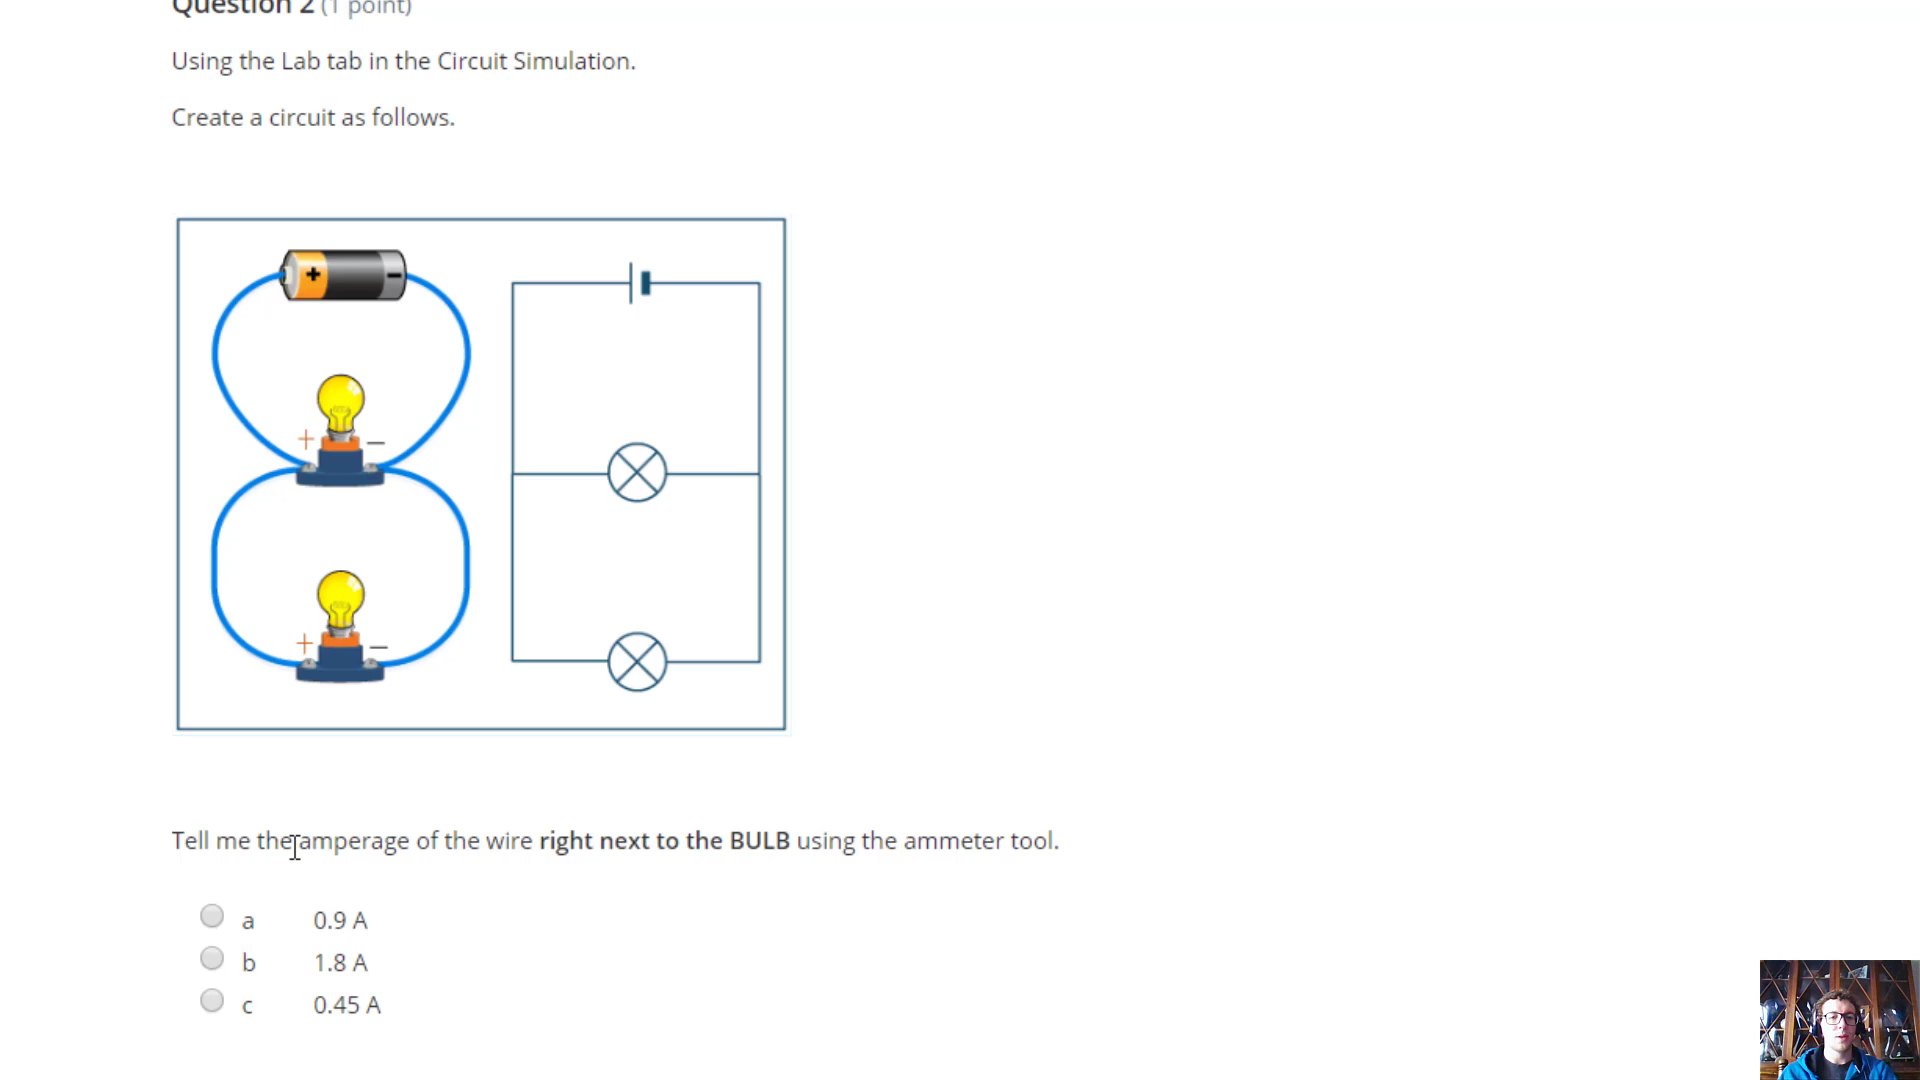 Question 2 (1 point)
Using the Lab tab in the Circuit Simulation.
Create a circuit as follows.
+ −
+ −
+ −
Tell me the amperage of the wire right next to the BULB using the ammeter tool.
a 0.9 A
b 1.8 A
c 0.45 A